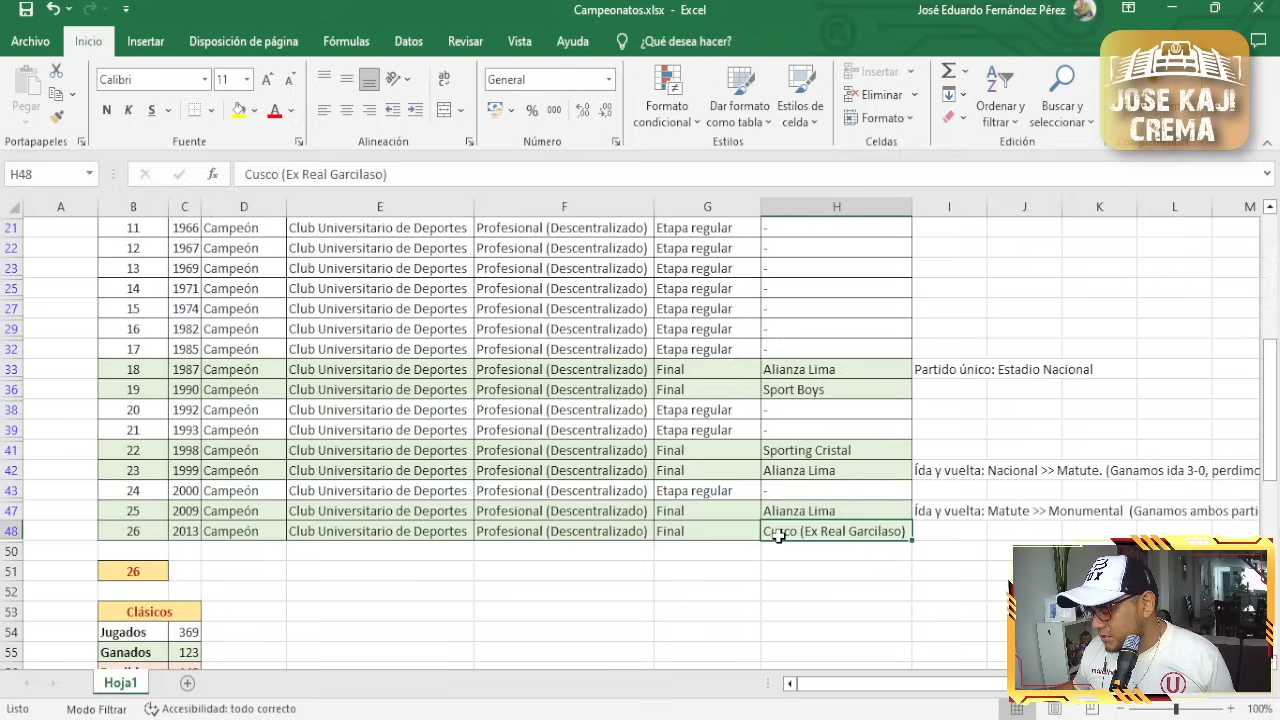 Campeonatos.xlsx - Excel
José Eduardo Fernández Pérez
Archivo Inicio Insertar Disposición de página Fórmulas Datos Revisar Vista Ayuda ¿Qué desea hacer?
JOSE KAJI
CREMA
Pegar
Calibri 11
General
N K S
Formato condicional
Dar formato como tabla
Estilos de celda
Insertar
Eliminar
Formato
Ordenar y filtrar
Buscar y seleccionar
Portapapeles Fuente Alineación Número Estilos Celdas Edición
H48 Cusco (Ex Real Garcilaso)
A B C D E F G H I J K L M
21 11 1966 Campeón Club Universitario de Deportes Profesional (Descentralizado) Etapa regular -
22 12 1967 Campeón Club Universitario de Deportes Profesional (Descentralizado) Etapa regular -
23 13 1969 Campeón Club Universitario de Deportes Profesional (Descentralizado) Etapa regular -
25 14 1971 Campeón Club Universitario de Deportes Profesional (Descentralizado) Etapa regular -
27 15 1974 Campeón Club Universitario de Deportes Profesional (Descentralizado) Etapa regular -
29 16 1982 Campeón Club Universitario de Deportes Profesional (Descentralizado) Etapa regular -
32 17 1985 Campeón Club Universitario de Deportes Profesional (Descentralizado) Etapa regular -
33 18 1987 Campeón Club Universitario de Deportes Profesional (Descentralizado) Final Alianza Lima Partido único: Estadio Nacional
36 19 1990 Campeón Club Universitario de Deportes Profesional (Descentralizado) Final Sport Boys
38 20 1992 Campeón Club Universitario de Deportes Profesional (Descentralizado) Etapa regular -
39 21 1993 Campeón Club Universitario de Deportes Profesional (Descentralizado) Etapa regular -
41 22 1998 Campeón Club Universitario de Deportes Profesional (Descentralizado) Final Sporting Cristal
42 23 1999 Campeón Club Universitario de Deportes Profesional (Descentralizado) Final Alianza Lima Ída y vuelta: Nacional >> Matute. (Ganamos ida 3-0, perdimo
43 24 2000 Campeón Club Universitario de Deportes Profesional (Descentralizado) Etapa regular -
47 25 2009 Campeón Club Universitario de Deportes Profesional (Descentralizado) Final Alianza Lima Ída y vuelta: Matute >> Monumental (Ganamos ambos parti
48 26 2013 Campeón Club Universitario de Deportes Profesional (Descentralizado) Final Cusco (Ex Real Garcilaso)
50
51 26
52
53 Clásicos
54 Jugados 369
55 Ganados 123
Hoja1
Listo Modo Filtrar Accesibilidad: todo correcto 100%